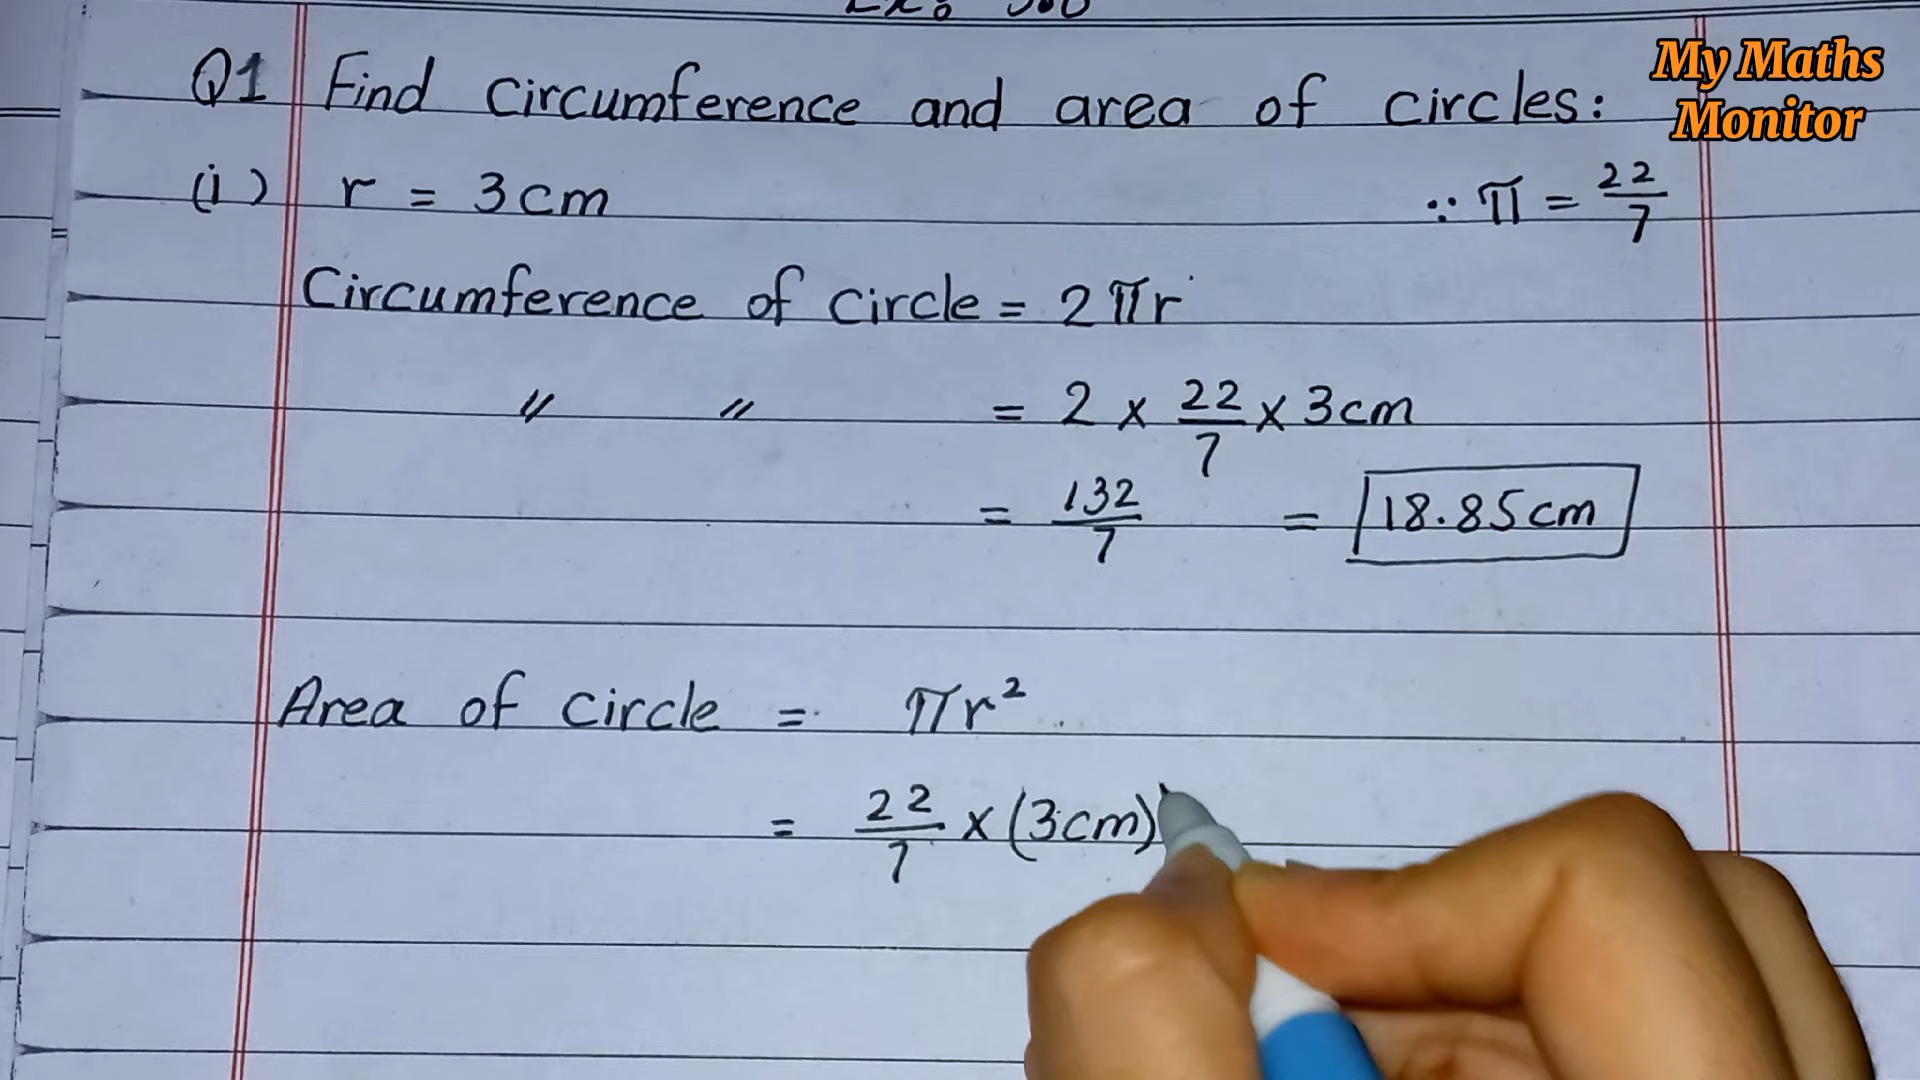 Q1 Find Circumference and area of circles:
My Maths
Monitor
(i) r = 3cm ∵ π = 22/7
Circumference of circle = 2πr
〃 〃 = 2 × 22/7 × 3cm
= 132/7 = 18.85cm
Area of circle = πr²
= 22/7 × (3cm)